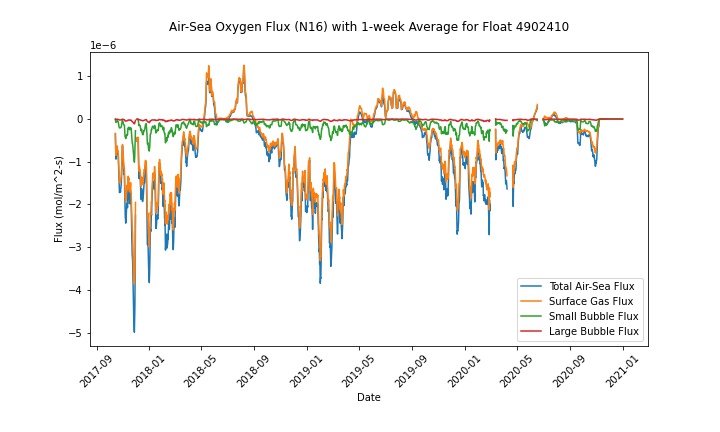 Air-Sea Oxygen Flux (N16) with 1-week Average for Float 4902410
1e−6
1
0
−1
−2
−3
−4
−5
Flux (mol/m^2-s)
Total Air-Sea Flux
Surface Gas Flux
Small Bubble Flux
Large Bubble Flux
2017-09
2018-01
2018-05
2018-09
2019-01
2019-05
2019-09
2020-01
2020-05
2020-09
2021-01
Date